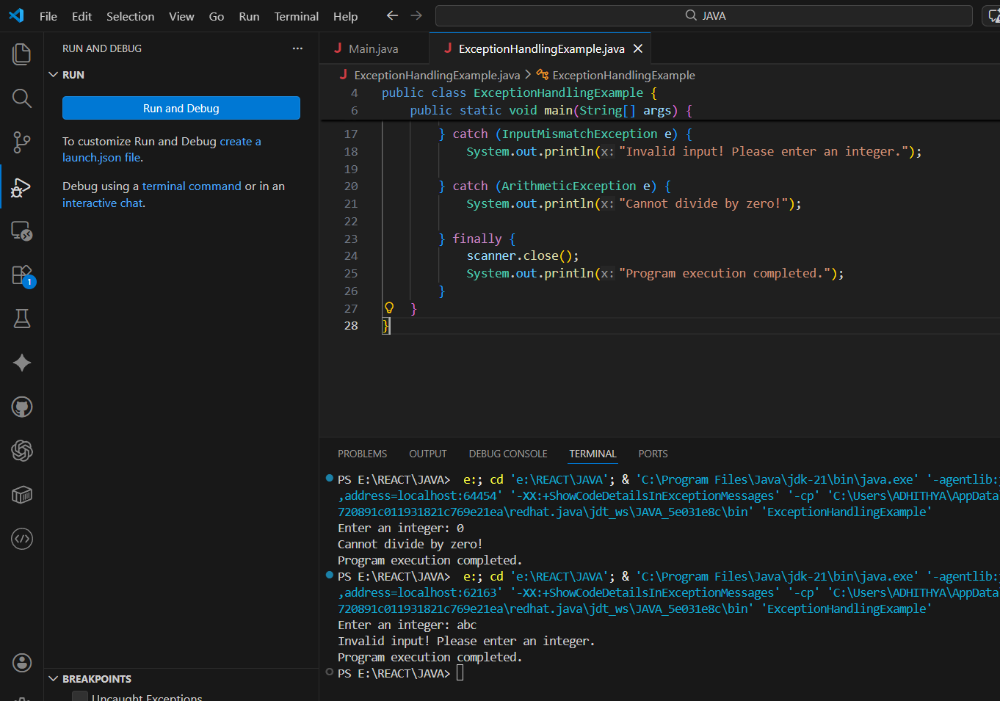 File Edit Selection View Go Run Terminal Help
JAVA
RUN AND DEBUG
RUN
Run and Debug
To customize Run and Debug create a
launch.json file.
Debug using a terminal command or in an
interactive chat.
1
BREAKPOINTS
Uncaught Exceptions
J Main.java
J ExceptionHandlingExample.java
J ExceptionHandlingExample.java > ExceptionHandlingExample
4 public class ExceptionHandlingExample {
6 public static void main(String[] args) {
17 } catch (InputMismatchException e) {
18 System.out.println(x: "Invalid input! Please enter an integer.");
19
20 } catch (ArithmeticException e) {
21 System.out.println(x: "Cannot divide by zero!");
22
23 } finally {
24 scanner.close();
25 System.out.println(x: "Program execution completed.");
26 }
27 }
28 }
PROBLEMS OUTPUT DEBUG CONSOLE TERMINAL PORTS
PS E:\REACT\JAVA> e:; cd 'e:\REACT\JAVA'; & 'C:\Program Files\Java\jdk-21\bin\java.exe' '-agentlib:
,address=localhost:64454' '-XX:+ShowCodeDetailsInExceptionMessages' '-cp' 'C:\Users\ADHITHYA\AppData
720891c011931821c769e21ea\redhat.java\jdt_ws\JAVA_5e031e8c\bin' 'ExceptionHandlingExample'
Enter an integer: 0
Cannot divide by zero!
Program execution completed.
PS E:\REACT\JAVA> e:; cd 'e:\REACT\JAVA'; & 'C:\Program Files\Java\jdk-21\bin\java.exe' '-agentlib:
,address=localhost:62163' '-XX:+ShowCodeDetailsInExceptionMessages' '-cp' 'C:\Users\ADHITHYA\AppData
720891c011931821c769e21ea\redhat.java\jdt_ws\JAVA_5e031e8c\bin' 'ExceptionHandlingExample'
Enter an integer: abc
Invalid input! Please enter an integer.
Program execution completed.
PS E:\REACT\JAVA>